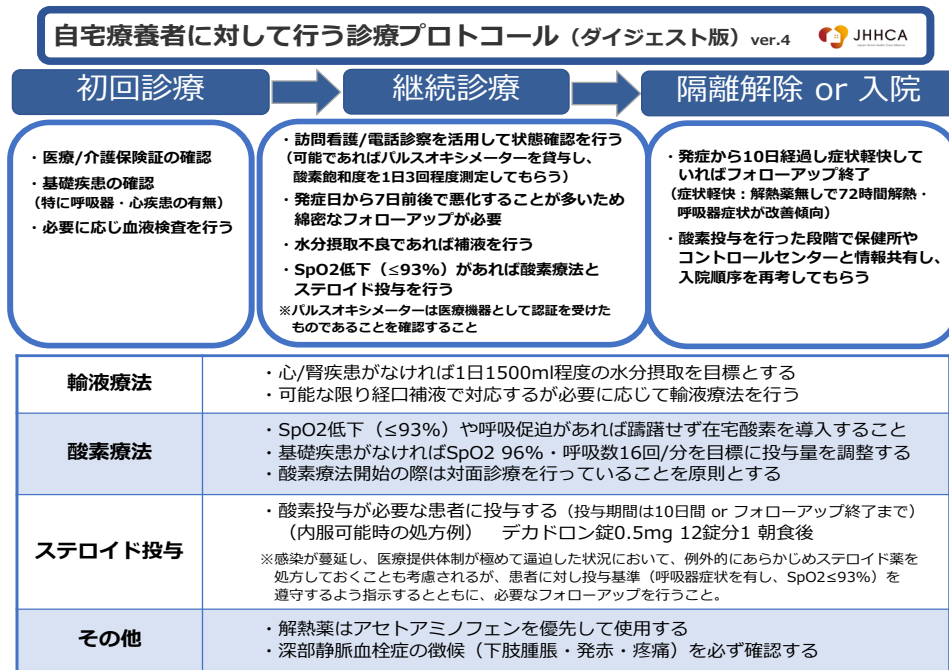 自宅療養者に対して行う診療プロトコール（ダイジェスト版）ver.4
JHHCA
初回診療
継続診療
隔離解除 or 入院
・医療/介護保険証の確認
・基礎疾患の確認
（特に呼吸器・心疾患の有無）
・必要に応じ血液検査を行う
・訪問看護/電話診察を活用して状態確認を行う
（可能であればパルスオキシメーターを貸与し、
酸素飽和度を1日3回程度測定してもらう）
・発症日から7日前後で悪化することが多いため
綿密なフォローアップが必要
・水分摂取不良であれば補液を行う
・SpO2低下（≤93%）があれば酸素療法と
ステロイド投与を行う
※パルスオキシメーターは医療機器として認証を受けた
ものであることを確認すること
・発症から10日経過し症状軽快して
いればフォローアップ終了
（症状軽快：解熱薬無しで72時間解熱・
呼吸器症状が改善傾向）
・酸素投与を行った段階で保健所や
コントロールセンターと情報共有し、
入院順序を再考してもらう
輸液療法
・心/腎疾患がなければ1日1500ml程度の水分摂取を目標とする
・可能な限り経口補液で対応するが必要に応じて輸液療法を行う
酸素療法
・SpO2低下（≤93%）や呼吸促迫があれば躊躇せず在宅酸素を導入すること
・基礎疾患がなければSpO2 96%・呼吸数16回/分を目標に投与量を調整する
・酸素療法開始の際は対面診療を行っていることを原則とする
ステロイド投与
・酸素投与が必要な患者に投与する（投与期間は10日間 or フォローアップ終了まで）
（内服可能時の処方例）　デカドロン錠0.5mg 12錠分1 朝食後
※感染が蔓延し、医療提供体制が極めて逼迫した状況において、例外的にあらかじめステロイド薬を
処方しておくことも考慮されるが、患者に対し投与基準（呼吸器症状を有し、SpO2≤93%）を
遵守するよう指示するとともに、必要なフォローアップを行うこと。
その他
・解熱薬はアセトアミノフェンを優先して使用する
・深部静脈血栓症の徴候（下肢腫脹・発赤・疼痛）を必ず確認する